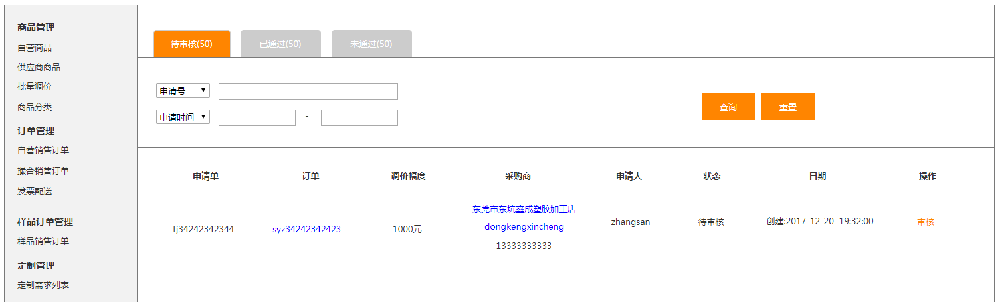 商品管理
自营商品
供应商商品
批量调价
商品分类
订单管理
自营销售订单
撮合销售订单
发票配送
样品订单管理
样品销售订单
定制管理
定制需求列表
待审核(50) 已通过(50) 未通过(50)
申请号
申请时间 -
查询 重置
申请单 订单 调价幅度 采购商 申请人 状态 日期 操作
tj34242342344 syz34242342423 -1000元 东莞市东坑鑫成塑胶加工店 zhangsan 待审核 创建:2017-12-20 19:32:00 审核
dongkengxincheng
13333333333